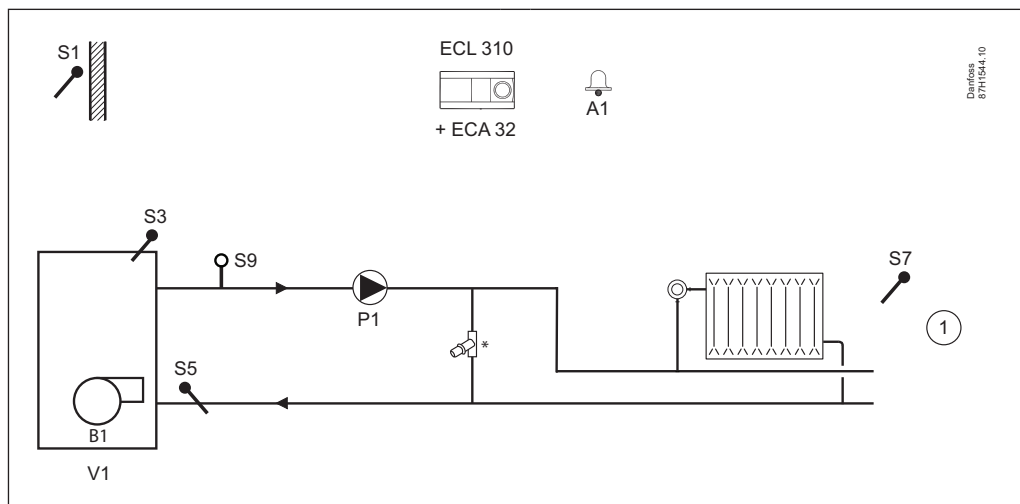 S1
ECL 310
+ ECA 32
A1
Danfoss
87H1544.10
S3
S9
P1
*
S7
1
S5
B1
V1